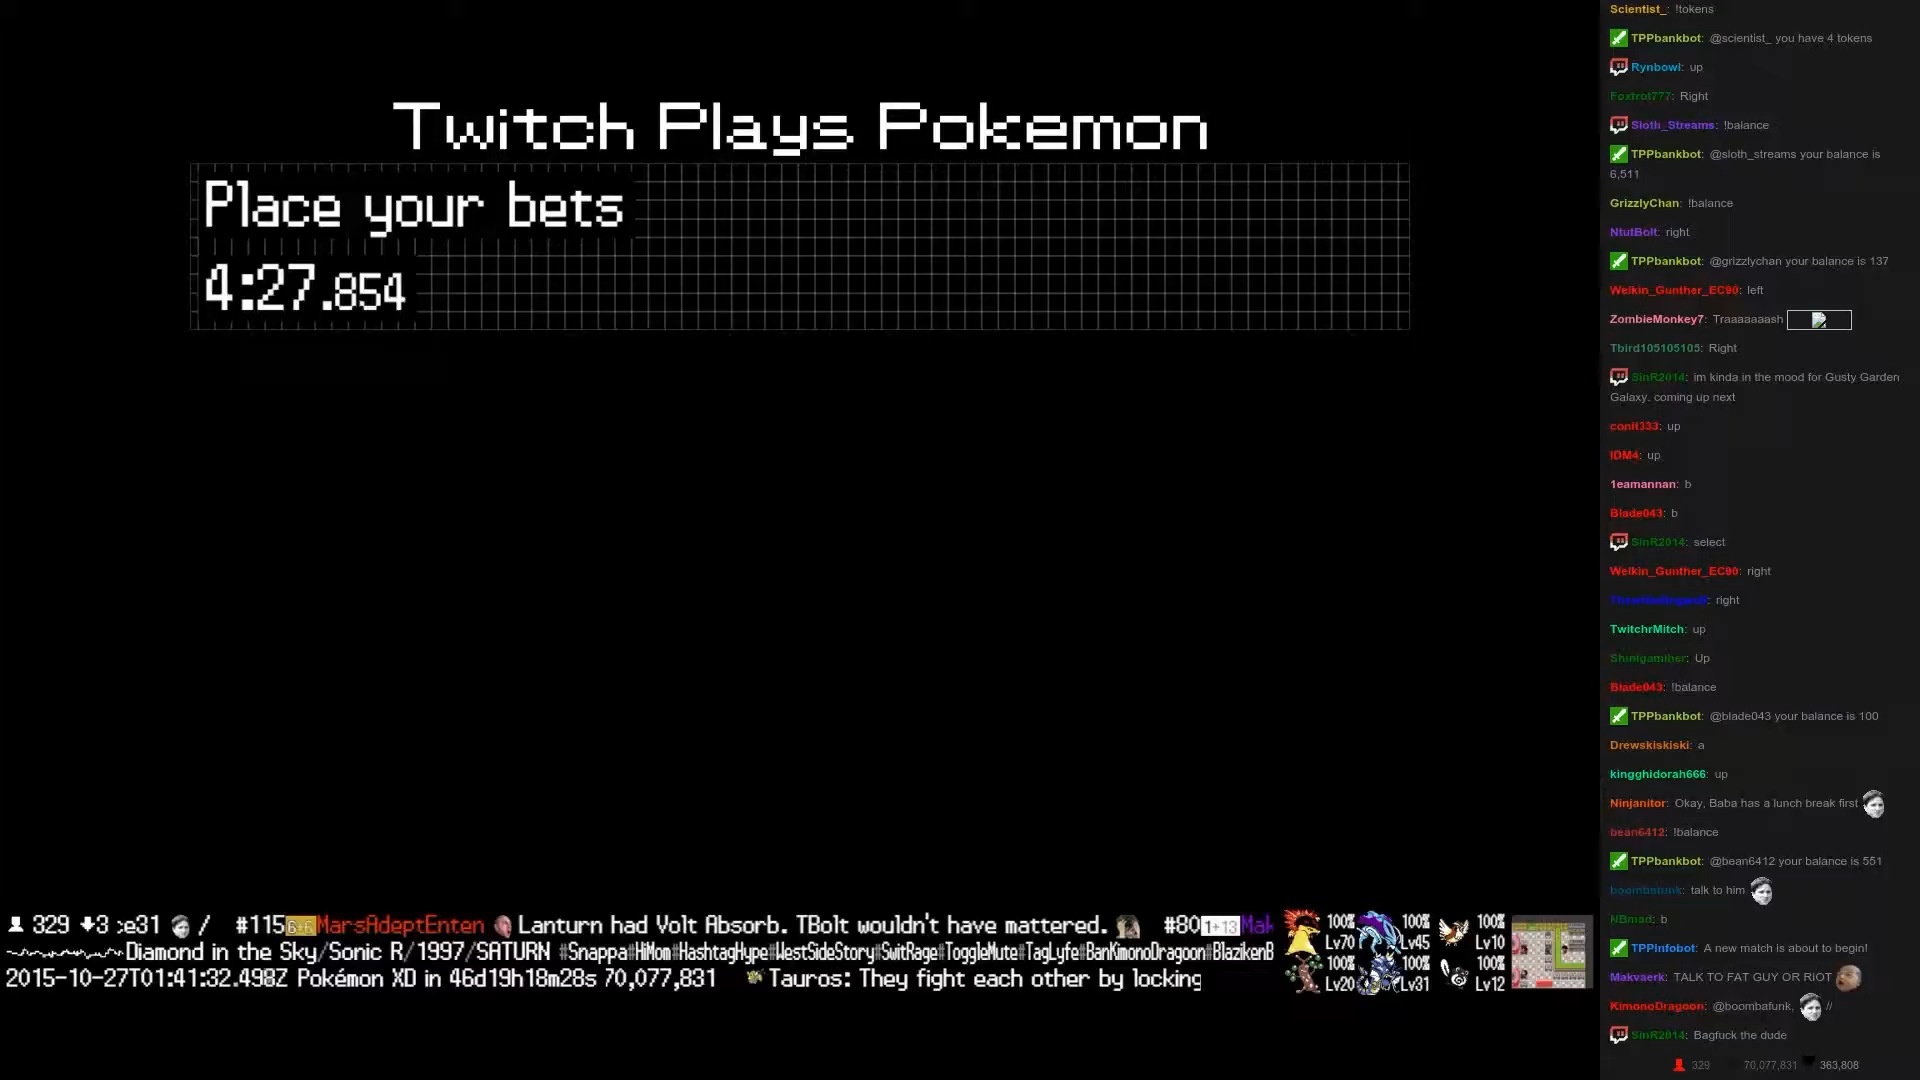 Twitch Plays Pokemon
Place your bets
4:27.854
329 3 :e31 / #115 6+6 MarsAdeptEnten Lanturn had Volt Absorb. TBolt wouldn't have mattered. #80 1+13 Mak
Diamond in the Sky/Sonic R/1997/SATURN #Snappa#HiMom#HashtagHype#WestSideStory#SwitRage#ToggleMute#TagLyfe#BanKimonoDragoon#BlazikenB
2015-10-27T01:41:32.498Z Pokémon XD in 46d19h18m28s 70,077,831 Tauros: They fight each other by locking
100% 100% 100%
Lv70 Lv45 Lv10
100% 100% 100%
Lv20 Lv31 Lv12
Scientist_: !tokens
TPPbankbot: @scientist_ you have 4 tokens
Rynbowl: up
Foxtrot777: Right
Sloth_Streams: !balance
TPPbankbot: @sloth_streams your balance is
6,511
GrizzlyChan: !balance
NtutBolt: right
TPPbankbot: @grizzlychan your balance is 137
Welkin_Gunther_EC90: left
ZombieMonkey7: Traaaaaaash
Tbird105105105: Right
SinR2014: im kinda in the mood for Gusty Garden
Galaxy. coming up next
conit333: up
IDM4: up
1eamannan: b
Blade043: b
SinR2014: select
Welkin_Gunther_EC90: right
right
TwitchrMitch: up
Shinigamiher: Up
Blade043: !balance
TPPbankbot: @blade043 your balance is 100
Drewskiskiski: a
kingghidorah666: up
Ninjanitor: Okay, Baba has a lunch break first
bean6412: !balance
TPPbankbot: @bean6412 your balance is 551
boombafunk: talk to him
NBmad: b
TPPInfobot: A new match is about to begin!
Makvaerk: TALK TO FAT GUY OR RIOT
KimonoDragoon: @boombafunk, //
SinR2014: Bagfuck the dude
329 70,077,831 363,808